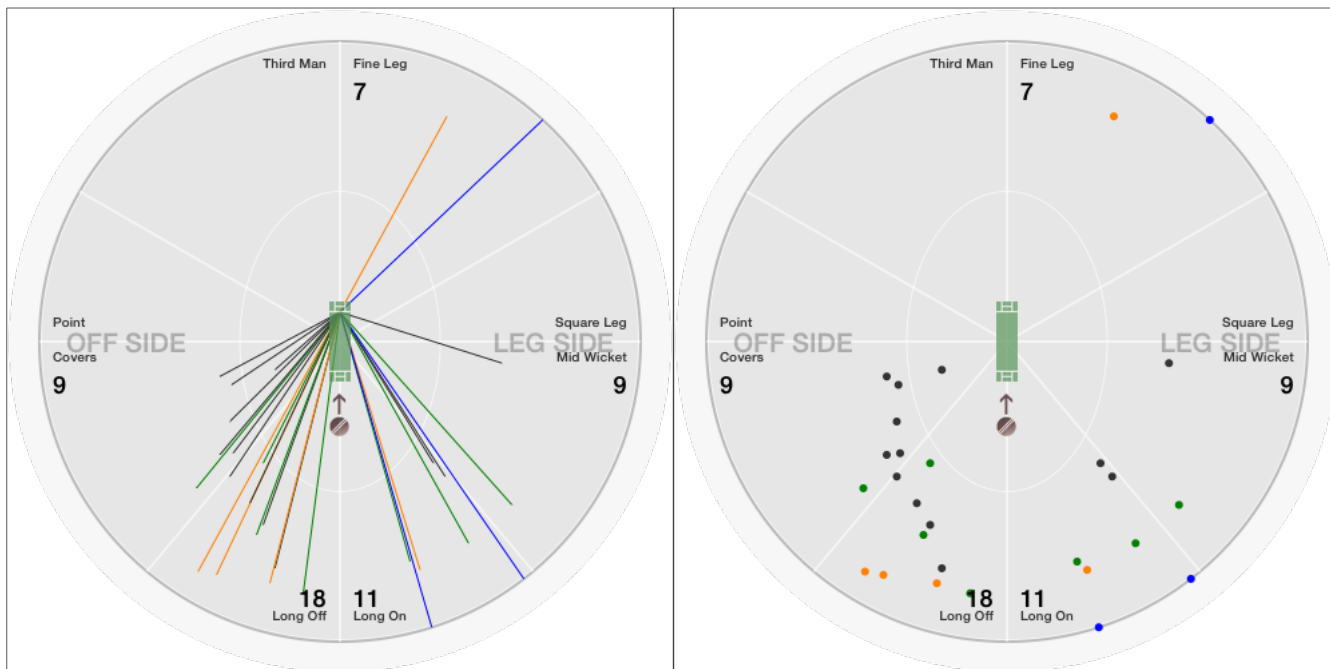 Third Man Fine Leg
7
Point Square Leg
OFF SIDE LEG SIDE
Covers Mid Wicket
9 9
18 11
Long Off Long On
Third Man Fine Leg
7
Point Square Leg
OFF SIDE LEG SIDE
Covers Mid Wicket
9 9
18 11
Long Off Long On